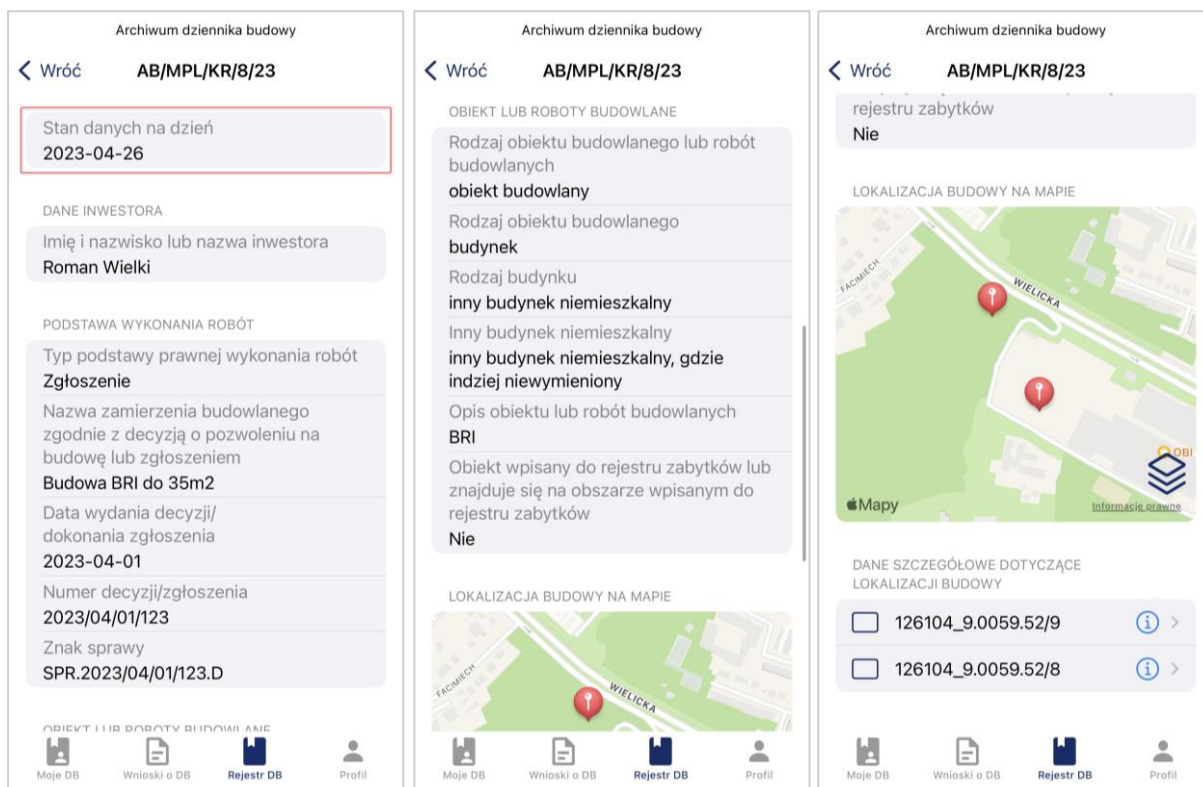 Archiwum dziennika budowy
Wróć
AB/MPL/KR/8/23
Stan danych na dzień
2023-04-26
DANE INWESTORA
Imię i nazwisko lub nazwa inwestora
Roman Wielki
PODSTAWA WYKONANIA ROBÓT
Typ podstawy prawnej wykonania robót
Zgłoszenie
Nazwa zamierzenia budowlanego
zgodnie z decyzją o pozwoleniu na
budowę lub zgłoszeniem
Budowa BRI do 35m2
Data wydania decyzji/
dokonania zgłoszenia
2023-04-01
Numer decyzji/zgłoszenia
2023/04/01/123
Znak sprawy
SPR.2023/04/01/123.D
OBIEKT LUB ROBOTY BUDOWLANE
Moje DB
Wnioski o DB
Rejestr DB
Profil
Archiwum dziennika budowy
Wróć
AB/MPL/KR/8/23
OBIEKT LUB ROBOTY BUDOWLANE
Rodzaj obiektu budowlanego lub robót
budowlanych
obiekt budowlany
Rodzaj obiektu budowlanego
budynek
Rodzaj budynku
inny budynek niemieszkalny
Inny budynek niemieszkalny
inny budynek niemieszkalny, gdzie
indziej niewymieniony
Opis obiektu lub robót budowlanych
BRI
Obiekt wpisany do rejestru zabytków lub
znajduje się na obszarze wpisanym do
rejestru zabytków
Nie
LOKALIZACJA BUDOWY NA MAPIE
FACIMIECH
WIELICKA
Moje DB
Wnioski o DB
Rejestr DB
Profil
Archiwum dziennika budowy
Wróć
AB/MPL/KR/8/23
rejestru zabytków
Nie
LOKALIZACJA BUDOWY NA MAPIE
FACIMIECH
WIELICKA
OBI
Mapy
Informacje prawne
DANE SZCZEGÓŁOWE DOTYCZĄCE
LOKALIZACJI BUDOWY
126104_9.0059.52/9
126104_9.0059.52/8
Moje DB
Wnioski o DB
Rejestr DB
Profil